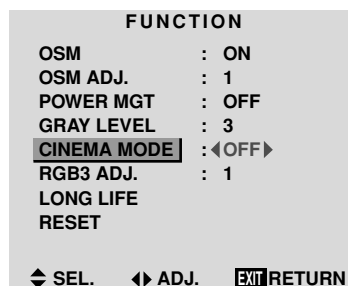 FUNCTION
OSM : ON
OSM ADJ. : 1
POWER MGT : OFF
GRAY LEVEL : 3
CINEMA MODE : OFF
RGB3 ADJ. : 1
LONG LIFE
RESET
SEL. ADJ. EXIT RETURN